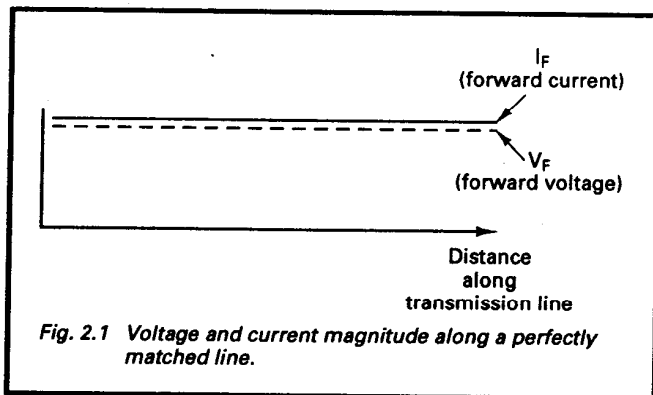 I_F
(forward current)
V_F
(forward voltage)
Distance
along
transmission line
Fig. 2.1 Voltage and current magnitude along a perfectly
matched line.